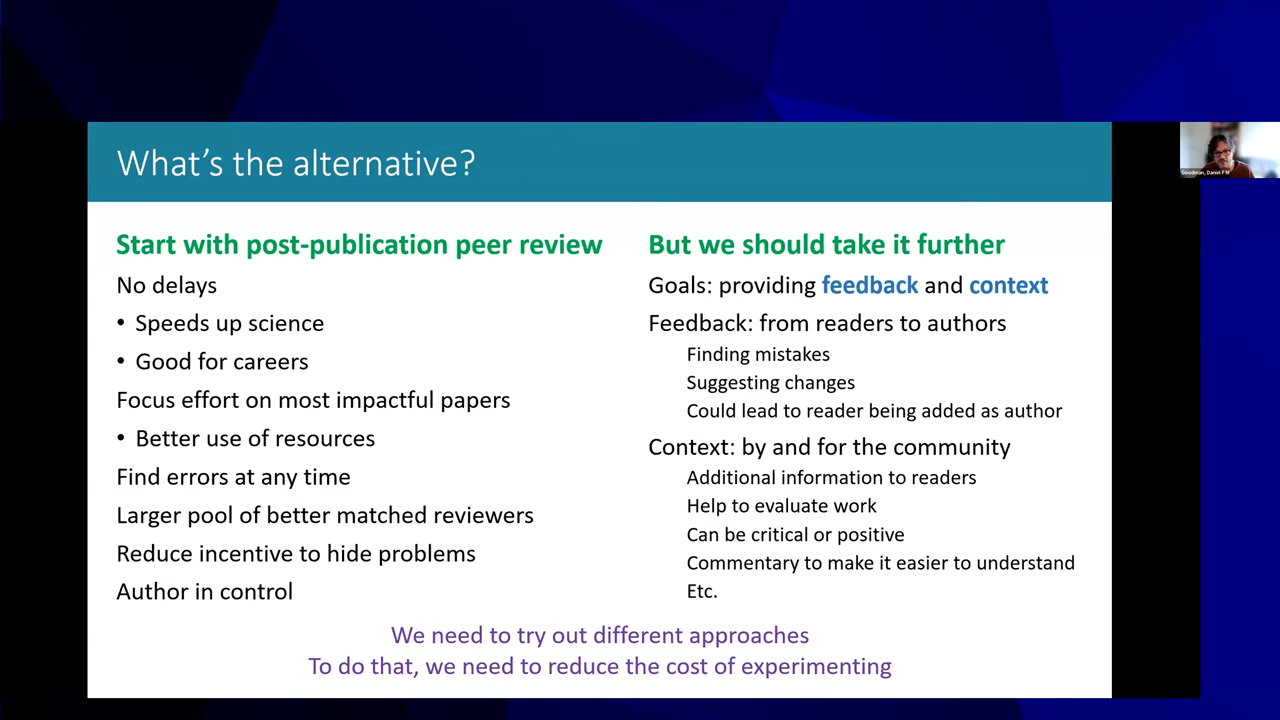 What's the alternative?
Start with post-publication peer review
No delays
• Speeds up science
• Good for careers
Focus effort on most impactful papers
• Better use of resources
Find errors at any time
Larger pool of better matched reviewers
Reduce incentive to hide problems
Author in control
But we should take it further
Goals: providing feedback and context
Feedback: from readers to authors
Finding mistakes
Suggesting changes
Could lead to reader being added as author
Context: by and for the community
Additional information to readers
Help to evaluate work
Can be critical or positive
Commentary to make it easier to understand
Etc.
We need to try out different approaches
To do that, we need to reduce the cost of experimenting
Goodman, Daniel F M